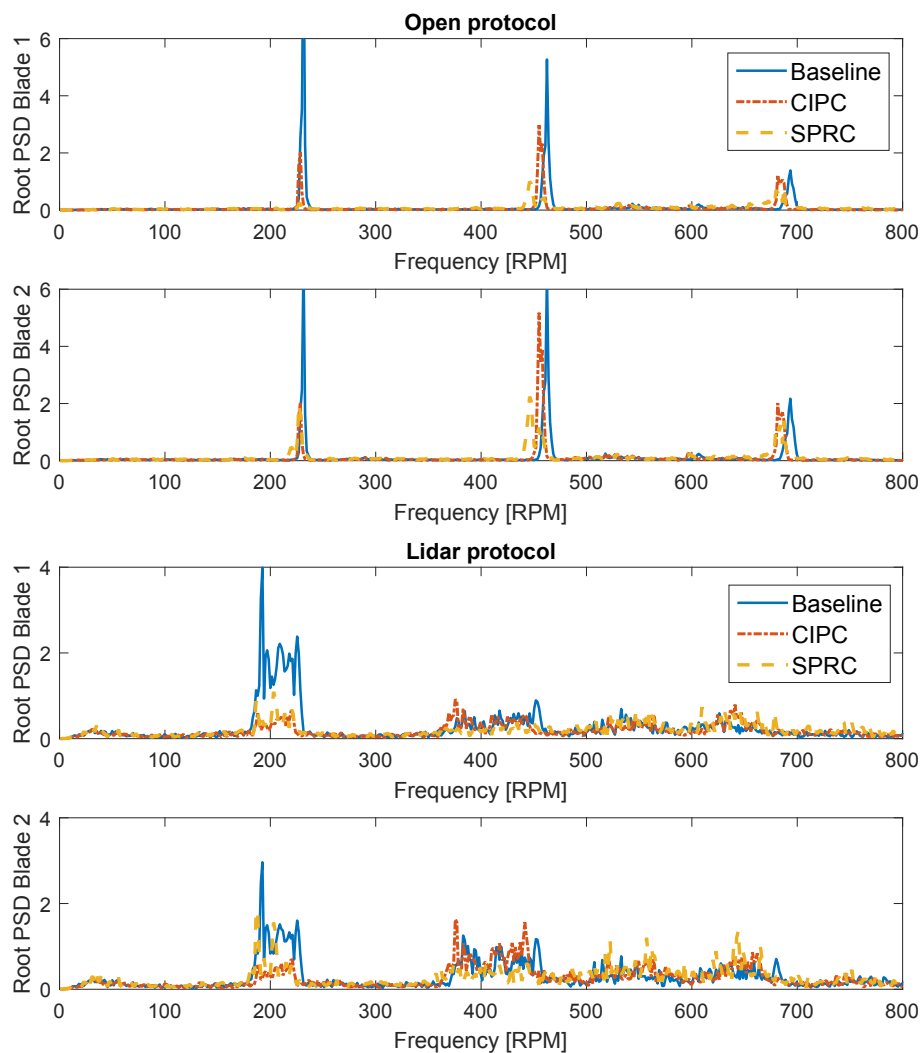 Open protocol
Root PSD Blade 1
6
4
2
0
Baseline
CIPC
SPRC
0 100 200 300 400 500 600 700 800
Frequency [RPM]
Root PSD Blade 2
6
4
2
0
0 100 200 300 400 500 600 700 800
Frequency [RPM]
Lidar protocol
Root PSD Blade 1
4
2
0
Baseline
CIPC
SPRC
0 100 200 300 400 500 600 700 800
Frequency [RPM]
Root PSD Blade 2
4
2
0
0 100 200 300 400 500 600 700 800
Frequency [RPM]